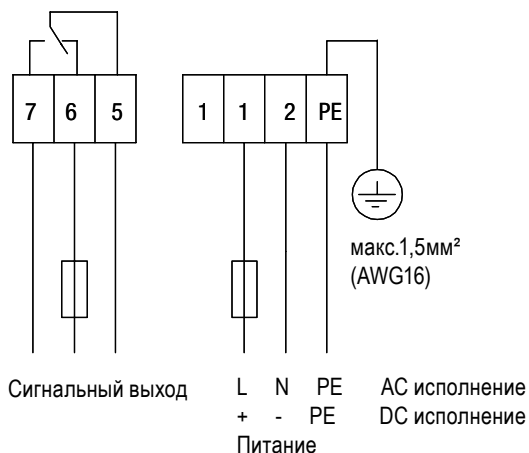 7 6 5 1 1 2 PE
макс.1,5мм²
(AWG16)
Сигнальный выход L N PE AC исполнение
+ - PE DC исполнение
Питание